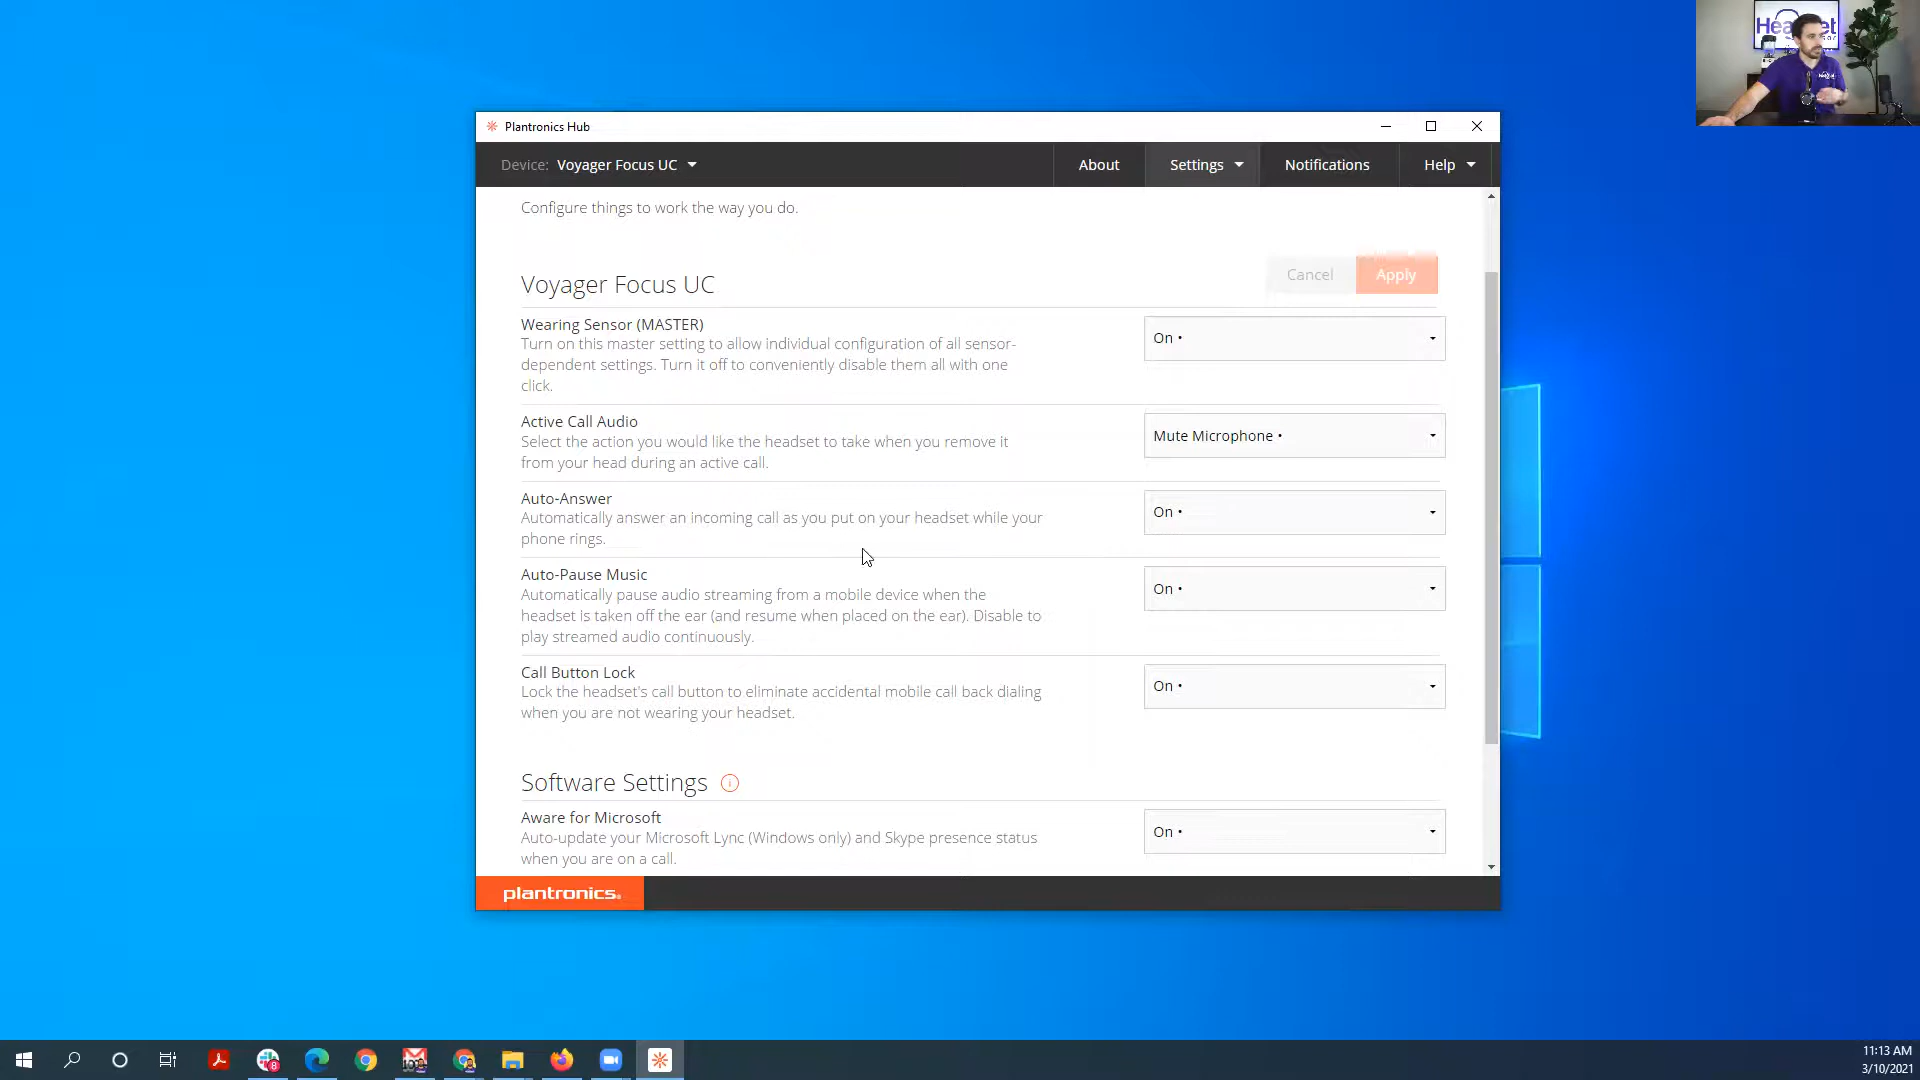 Plantronics Hub
Device: Voyager Focus UC
About
Settings
Notifications
Help
Configure things to work the way you do.
Voyager Focus UC
Cancel
Apply
Wearing Sensor (MASTER)
Turn on this master setting to allow individual configuration of all sensor-
dependent settings. Turn it off to conveniently disable them all with one
click.
On •
Active Call Audio
Select the action you would like the headset to take when you remove it
from your head during an active call.
Mute Microphone •
Auto-Answer
Automatically answer an incoming call as you put on your headset while your
phone rings.
On •
Auto-Pause Music
Automatically pause audio streaming from a mobile device when the
headset is taken off the ear (and resume when placed on the ear). Disable to
play streamed audio continuously.
On •
Call Button Lock
Lock the headset's call button to eliminate accidental mobile call back dialing
when you are not wearing your headset.
On •
Software Settings
Aware for Microsoft
Auto-update your Microsoft Lync (Windows only) and Skype presence status
when you are on a call.
On •
plantronics.
11:13 AM
3/10/2021